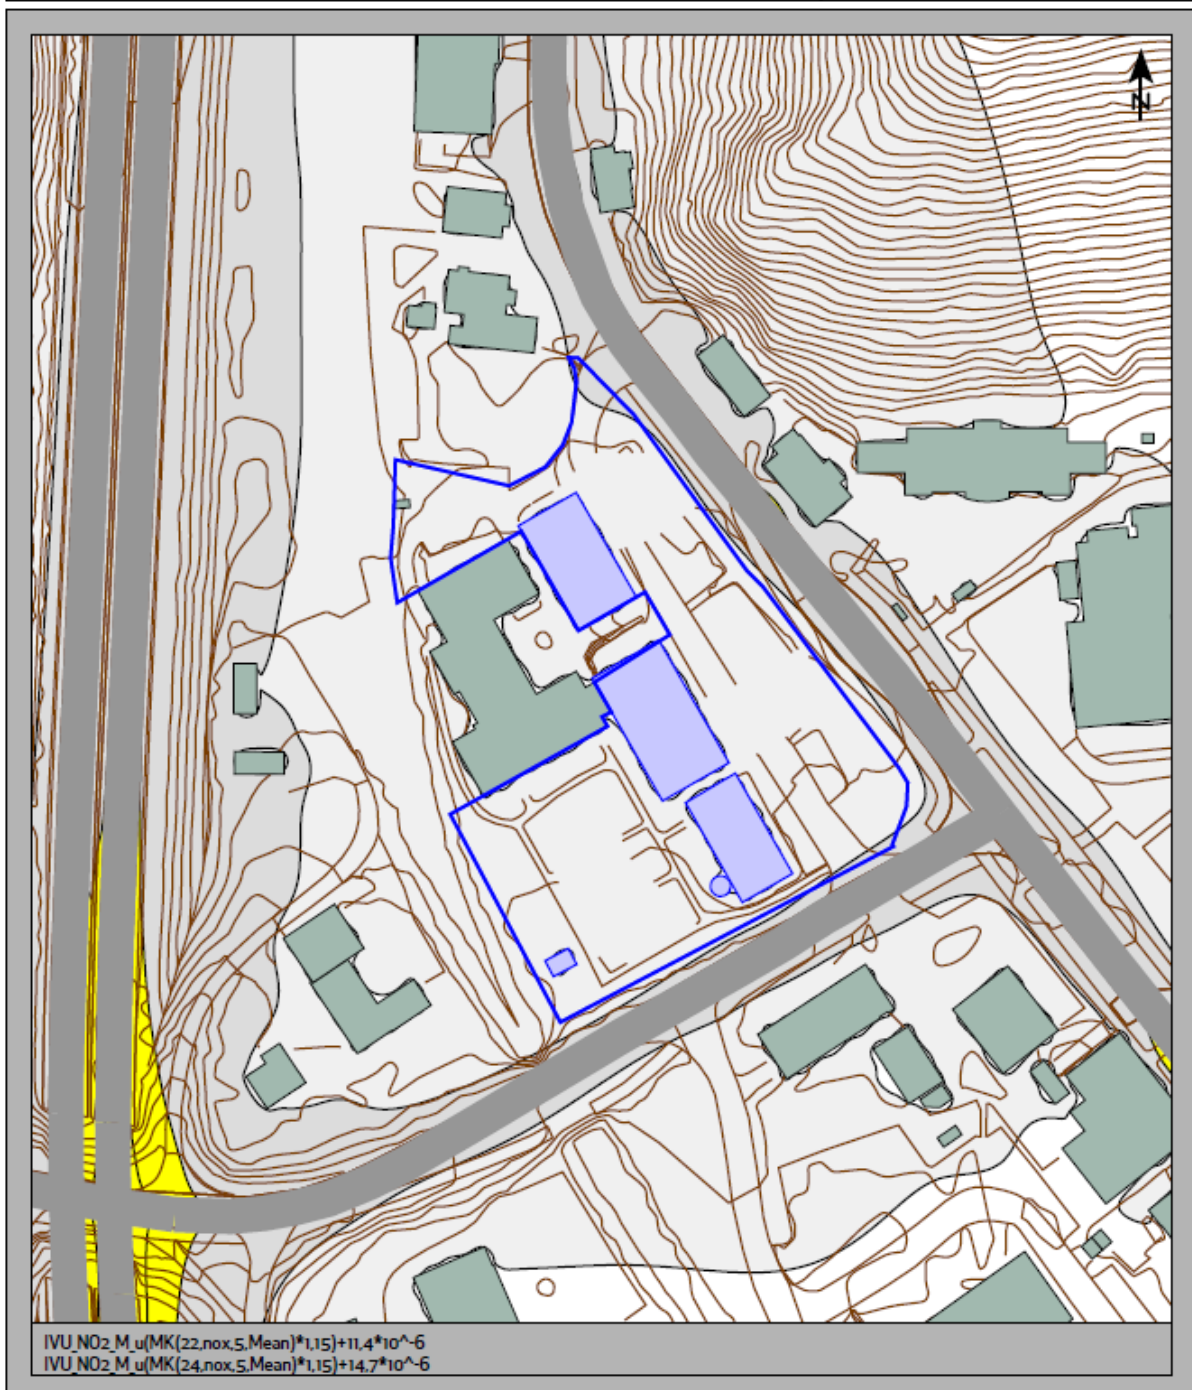 N
IVU_NO2_M_u(MK(22,nox,5,Mean)*1,15)+11,4*10^-6
IVU_NO2_M_u(MK(24,nox,5,Mean)*1,15)+14,7*10^-6